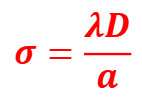 σ = λD / a